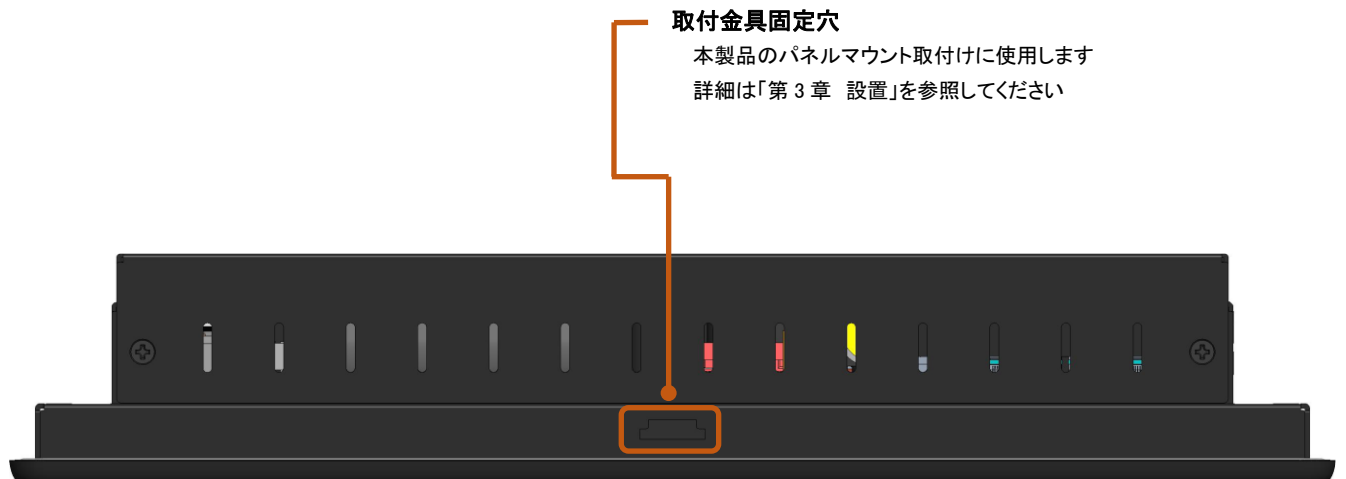 取付金具固定穴
本製品のパネルマウント取付けに使用します
詳細は「第 3 章 設置」を参照してください